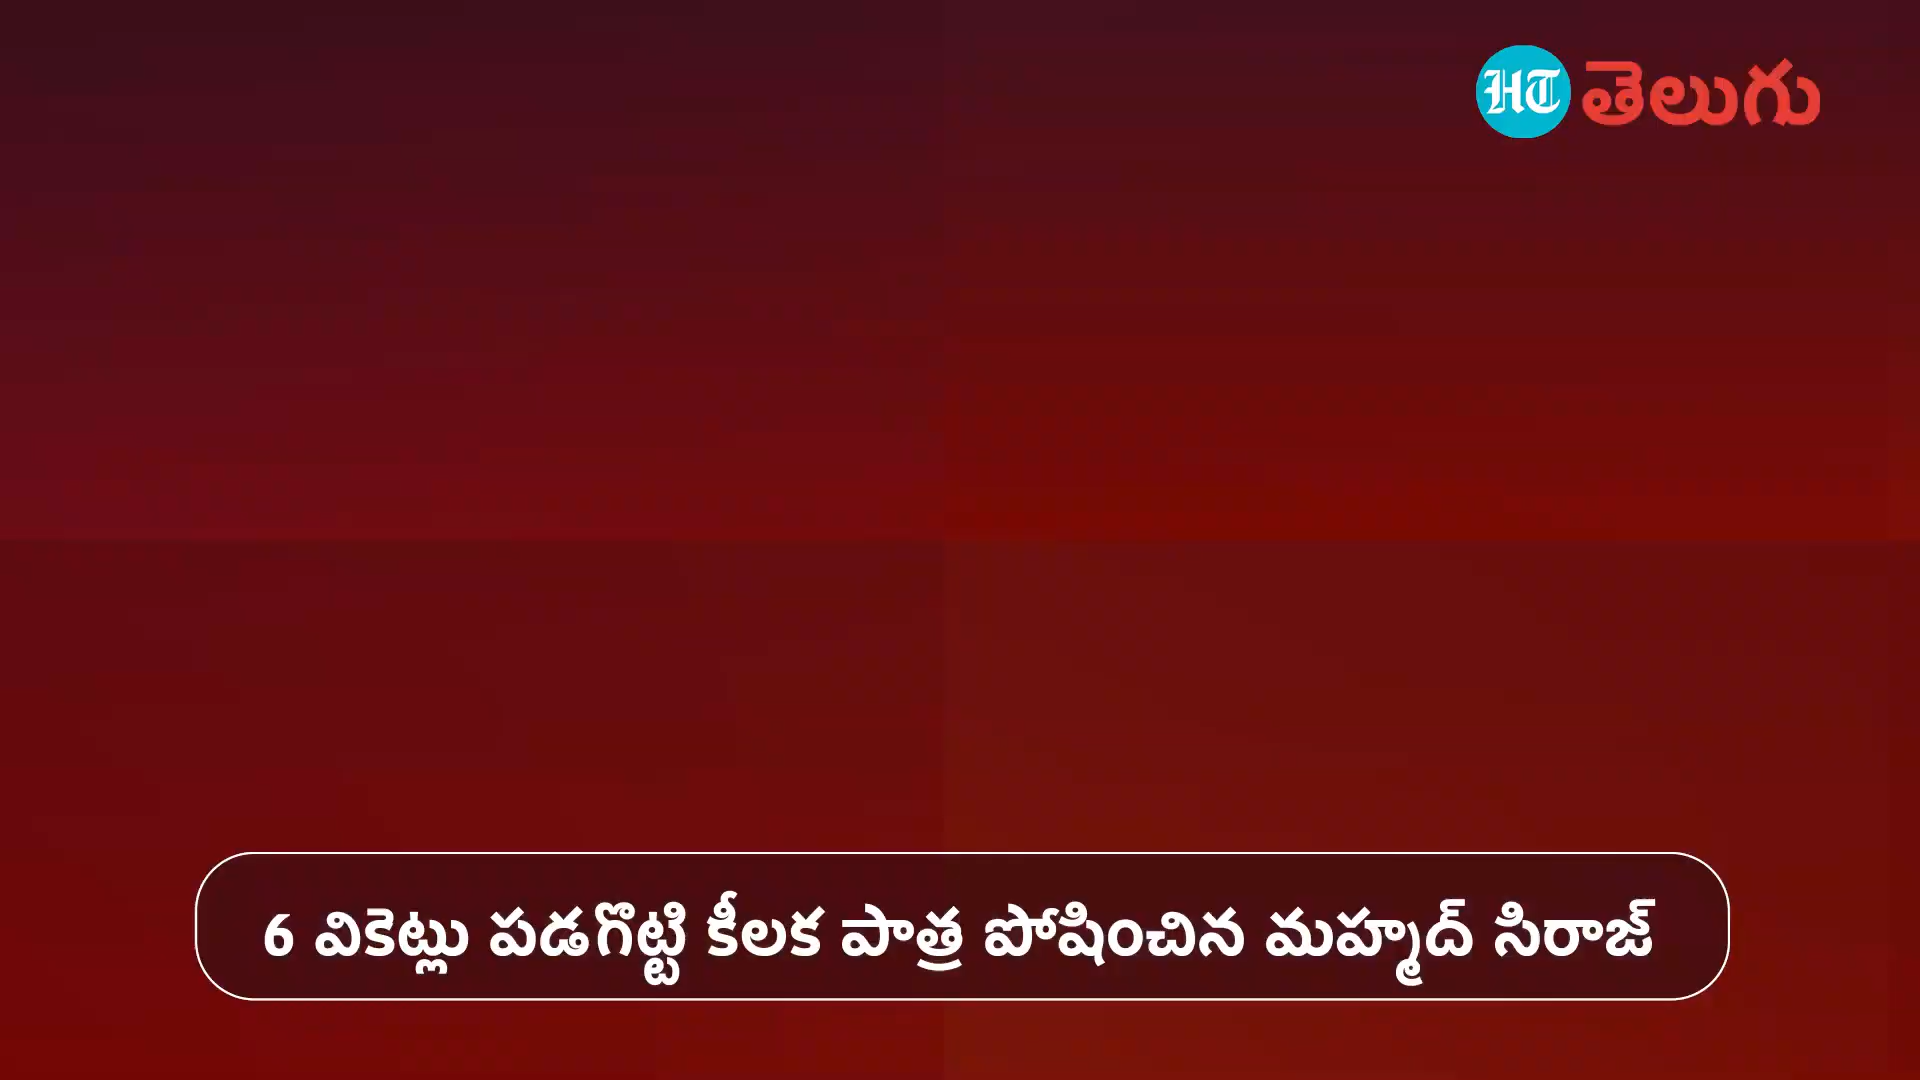 HT తెలుగు
6 వికెట్లు పడగొట్టి కీలక పాత్ర పోషించిన మహ్మద్ సిరాజ్